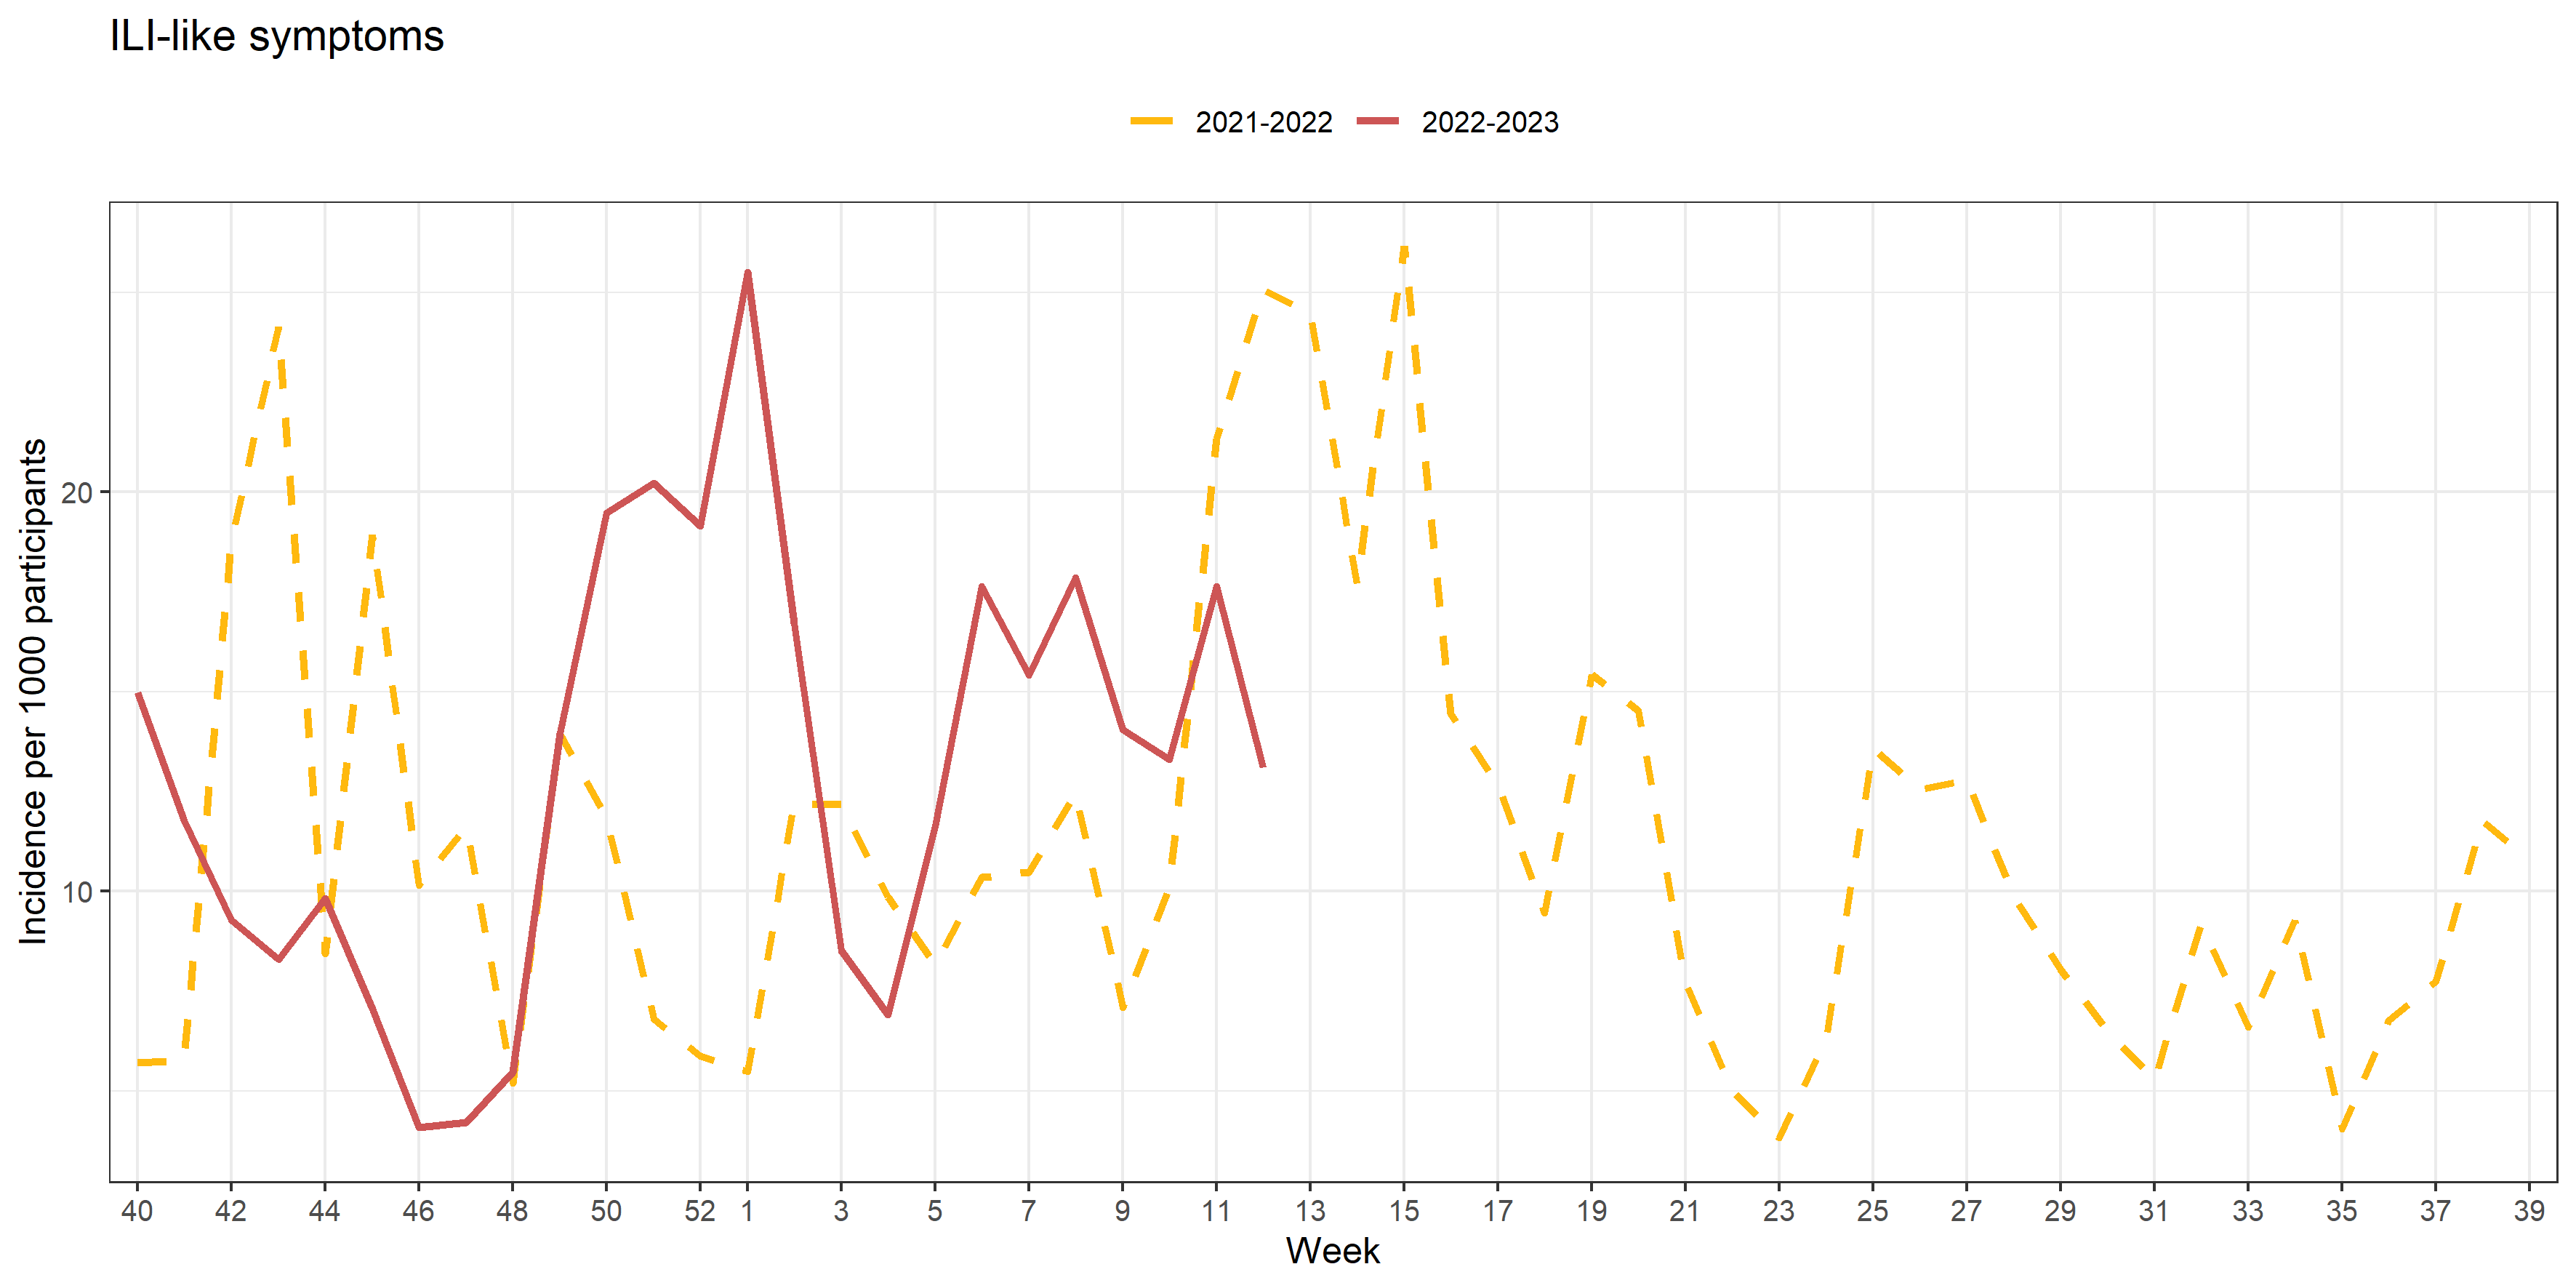 ILI-like symptoms
2021-2022 2022-2023
Incidence per 1000 participants
20
10
40 42 44 46 48 50 52 1 3 5 7 9 11 13 15 17 19 21 23 25 27 29 31 33 35 37 39
Week